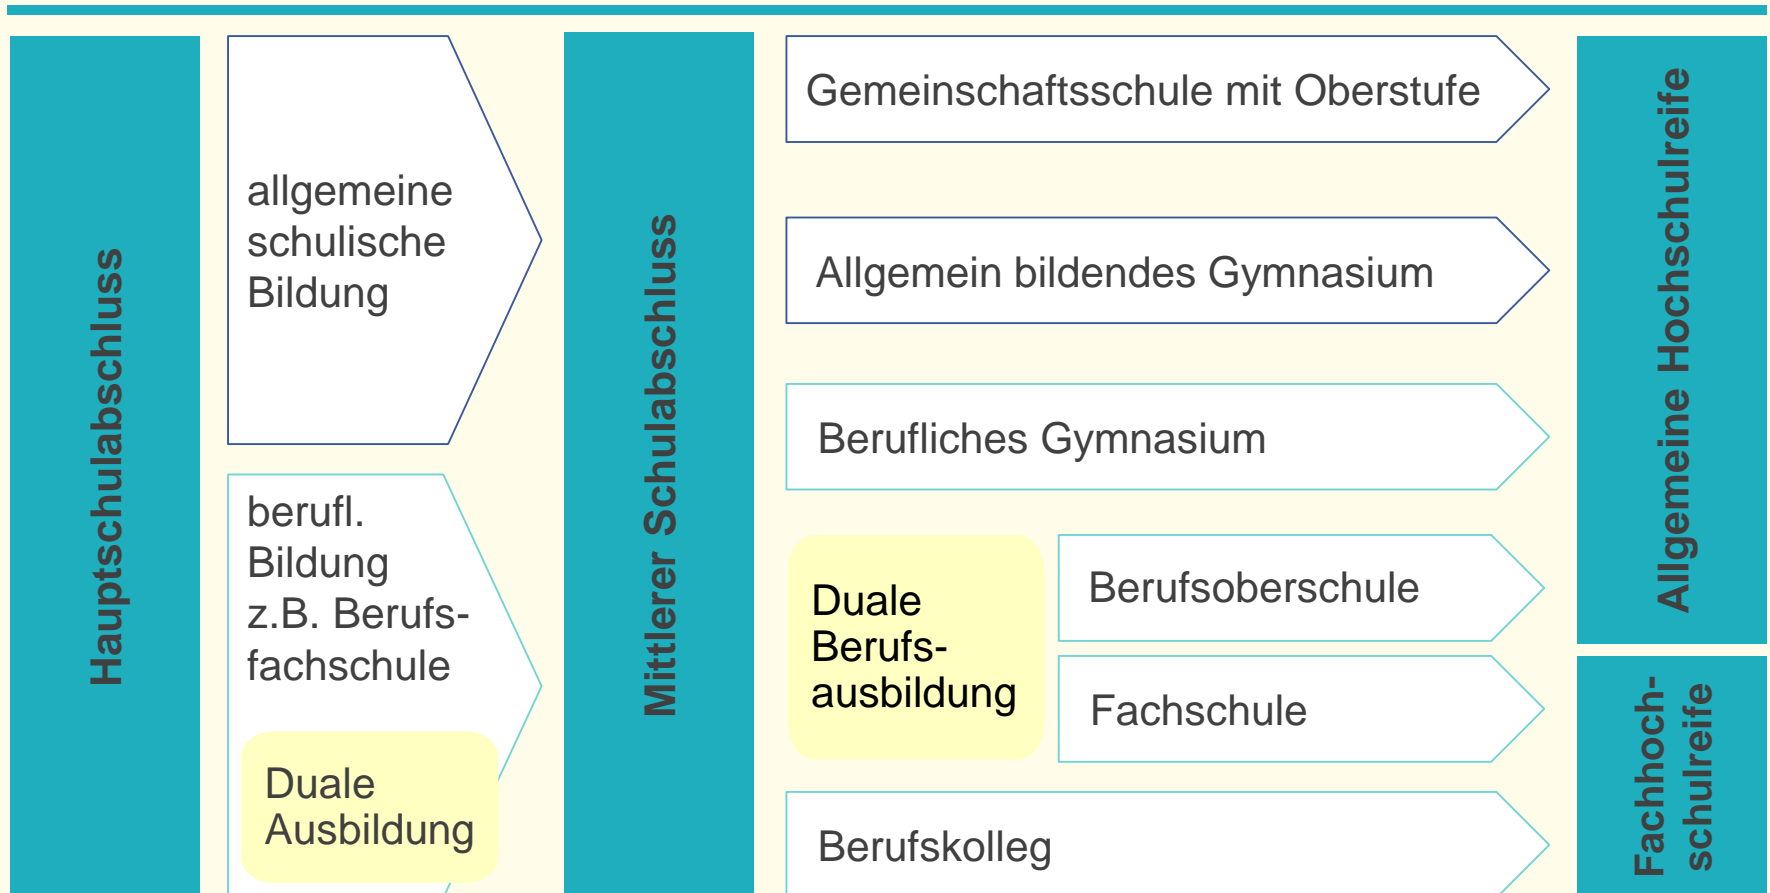 Hauptschulabschluss
allgemeine
schulische
Bildung
berufl.
Bildung
z.B. Berufs-
fachschule
Duale
Ausbildung
Mittlerer Schulabschluss
Gemeinschaftsschule mit Oberstufe
Allgemein bildendes Gymnasium
Berufliches Gymnasium
Duale
Berufs-
ausbildung
Berufsoberschule
Fachschule
Berufskolleg
Allgemeine Hochschulreife
Fachhoch-
schulreife